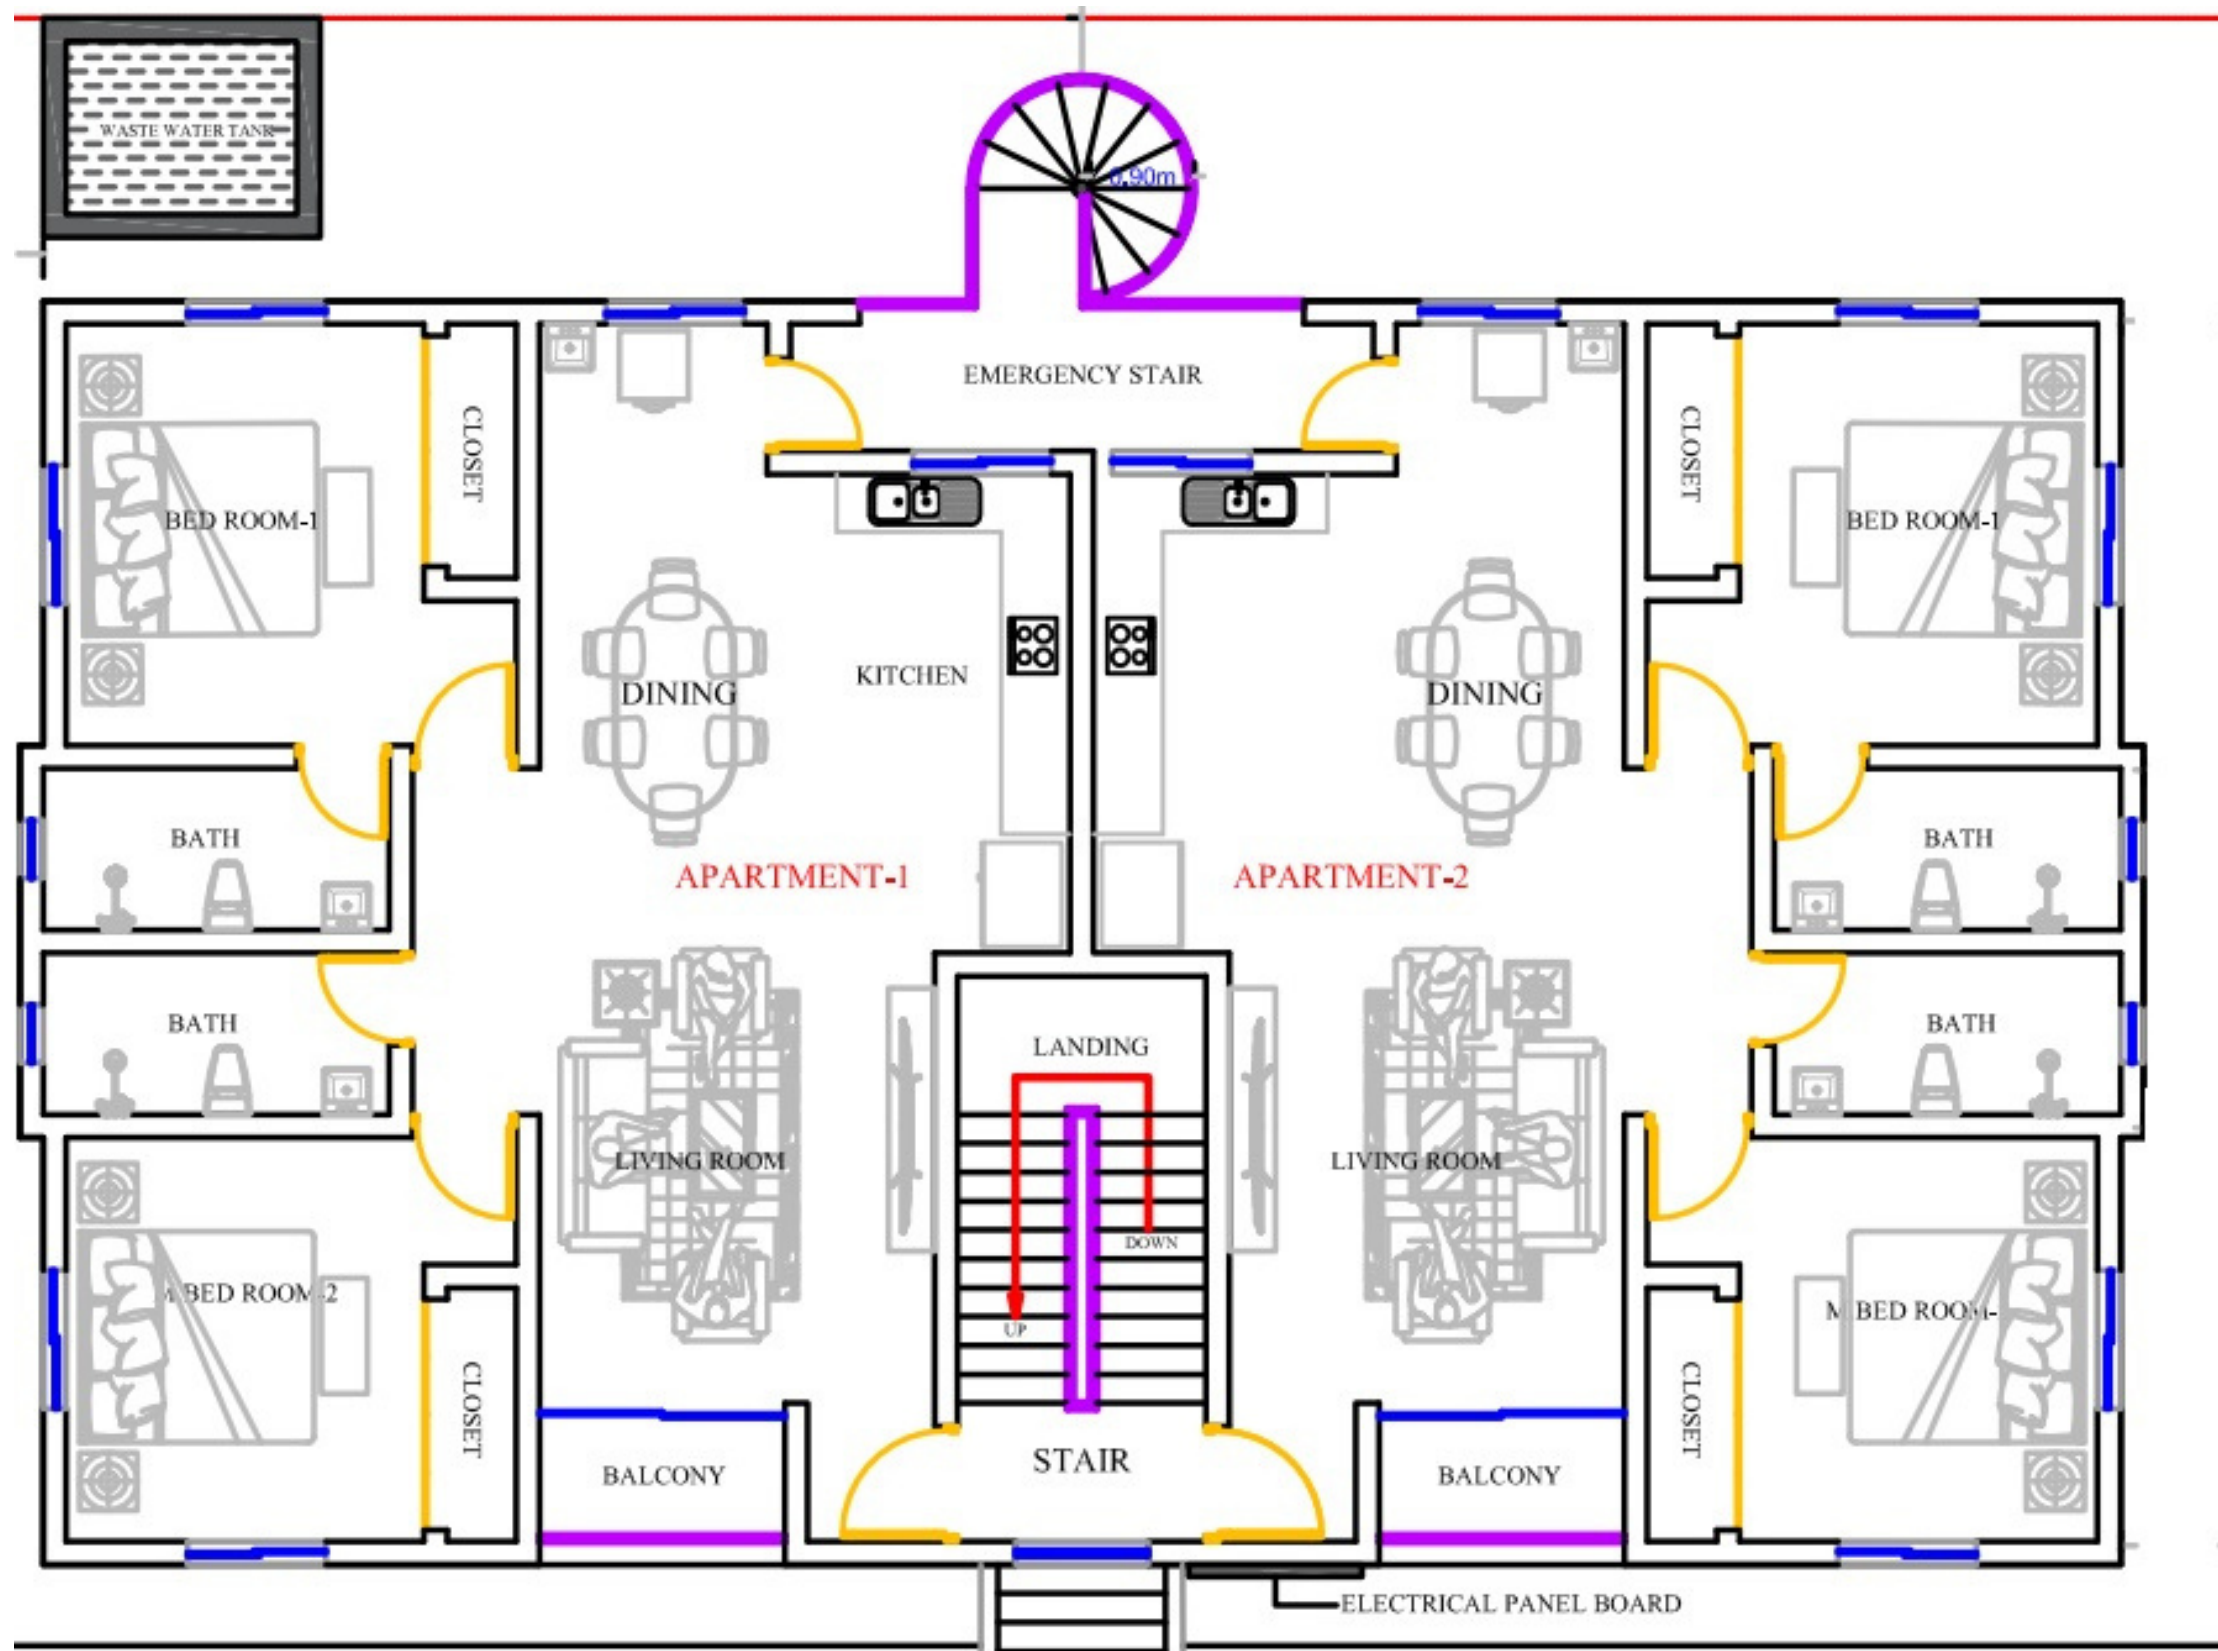 WASTE WATER TANK
0.90m
EMERGENCY STAIR
CLOSET
CLOSET
BED ROOM-1
BED ROOM-1
KITCHEN
DINING
DINING
BATH
BATH
APARTMENT-1
APARTMENT-2
BATH
BATH
LANDING
LIVING ROOM
LIVING ROOM
DOWN
M BED ROOM-2
M BED ROOM-
UP
CLOSET
CLOSET
STAIR
BALCONY
BALCONY
ELECTRICAL PANEL BOARD